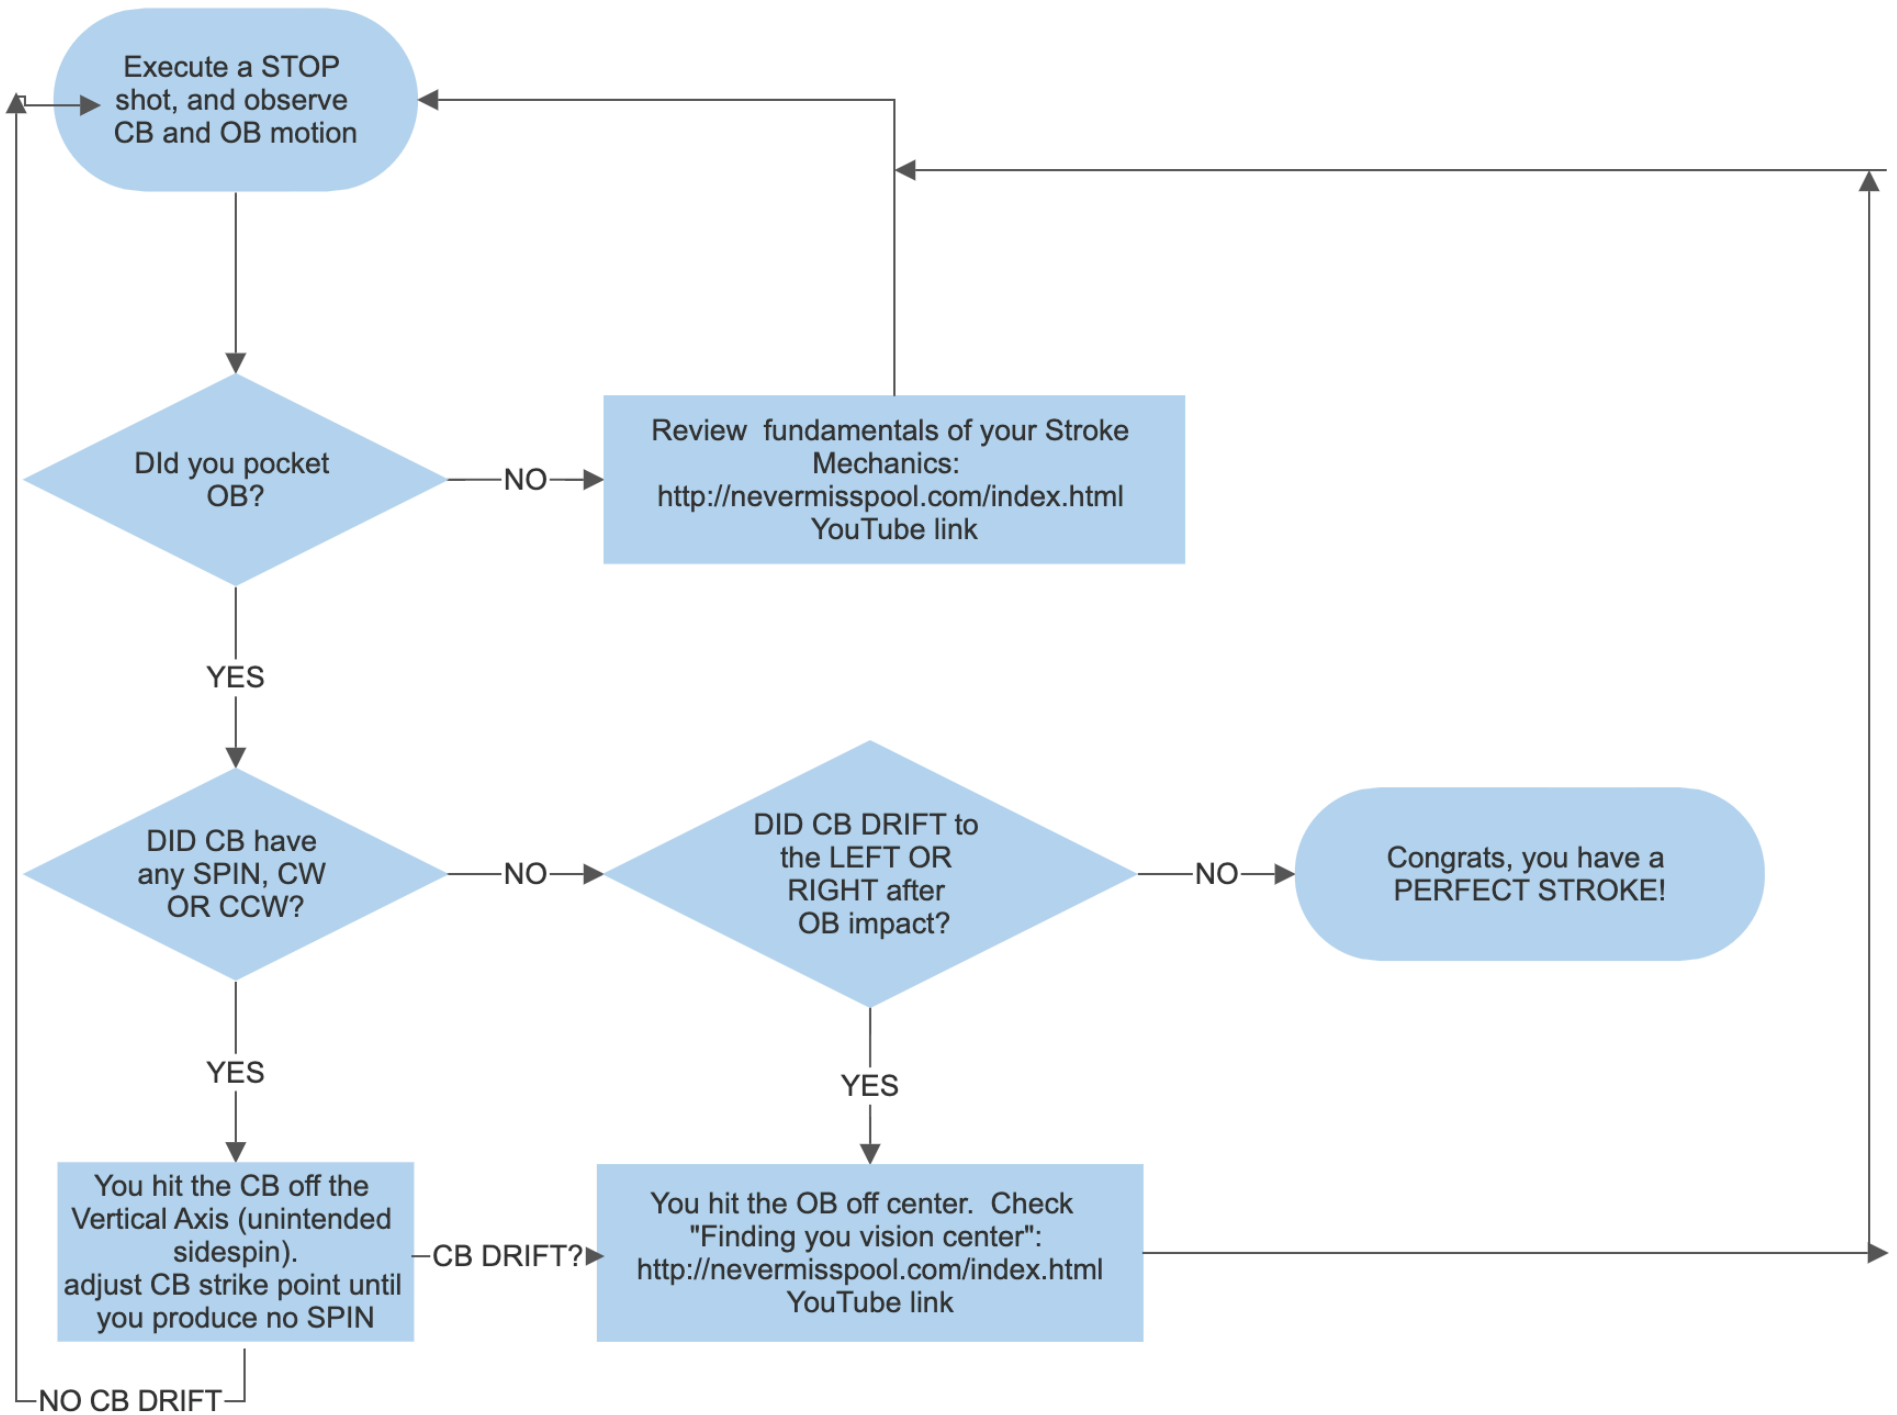 Execute a STOP
shot, and observe
CB and OB motion
DId you pocket
OB?
NO
Review  fundamentals of your Stroke
Mechanics:
http://nevermisspool.com/index.html
YouTube link
YES
DID CB have
any SPIN, CW
OR CCW?
NO
DID CB DRIFT to
the LEFT OR
RIGHT after
OB impact?
NO
Congrats, you have a
PERFECT STROKE!
YES
YES
You hit the CB off the
Vertical Axis (unintended
sidespin).
adjust CB strike point until
you produce no SPIN
CB DRIFT?
You hit the OB off center.  Check
"Finding you vision center":
http://nevermisspool.com/index.html
YouTube link
NO CB DRIFT